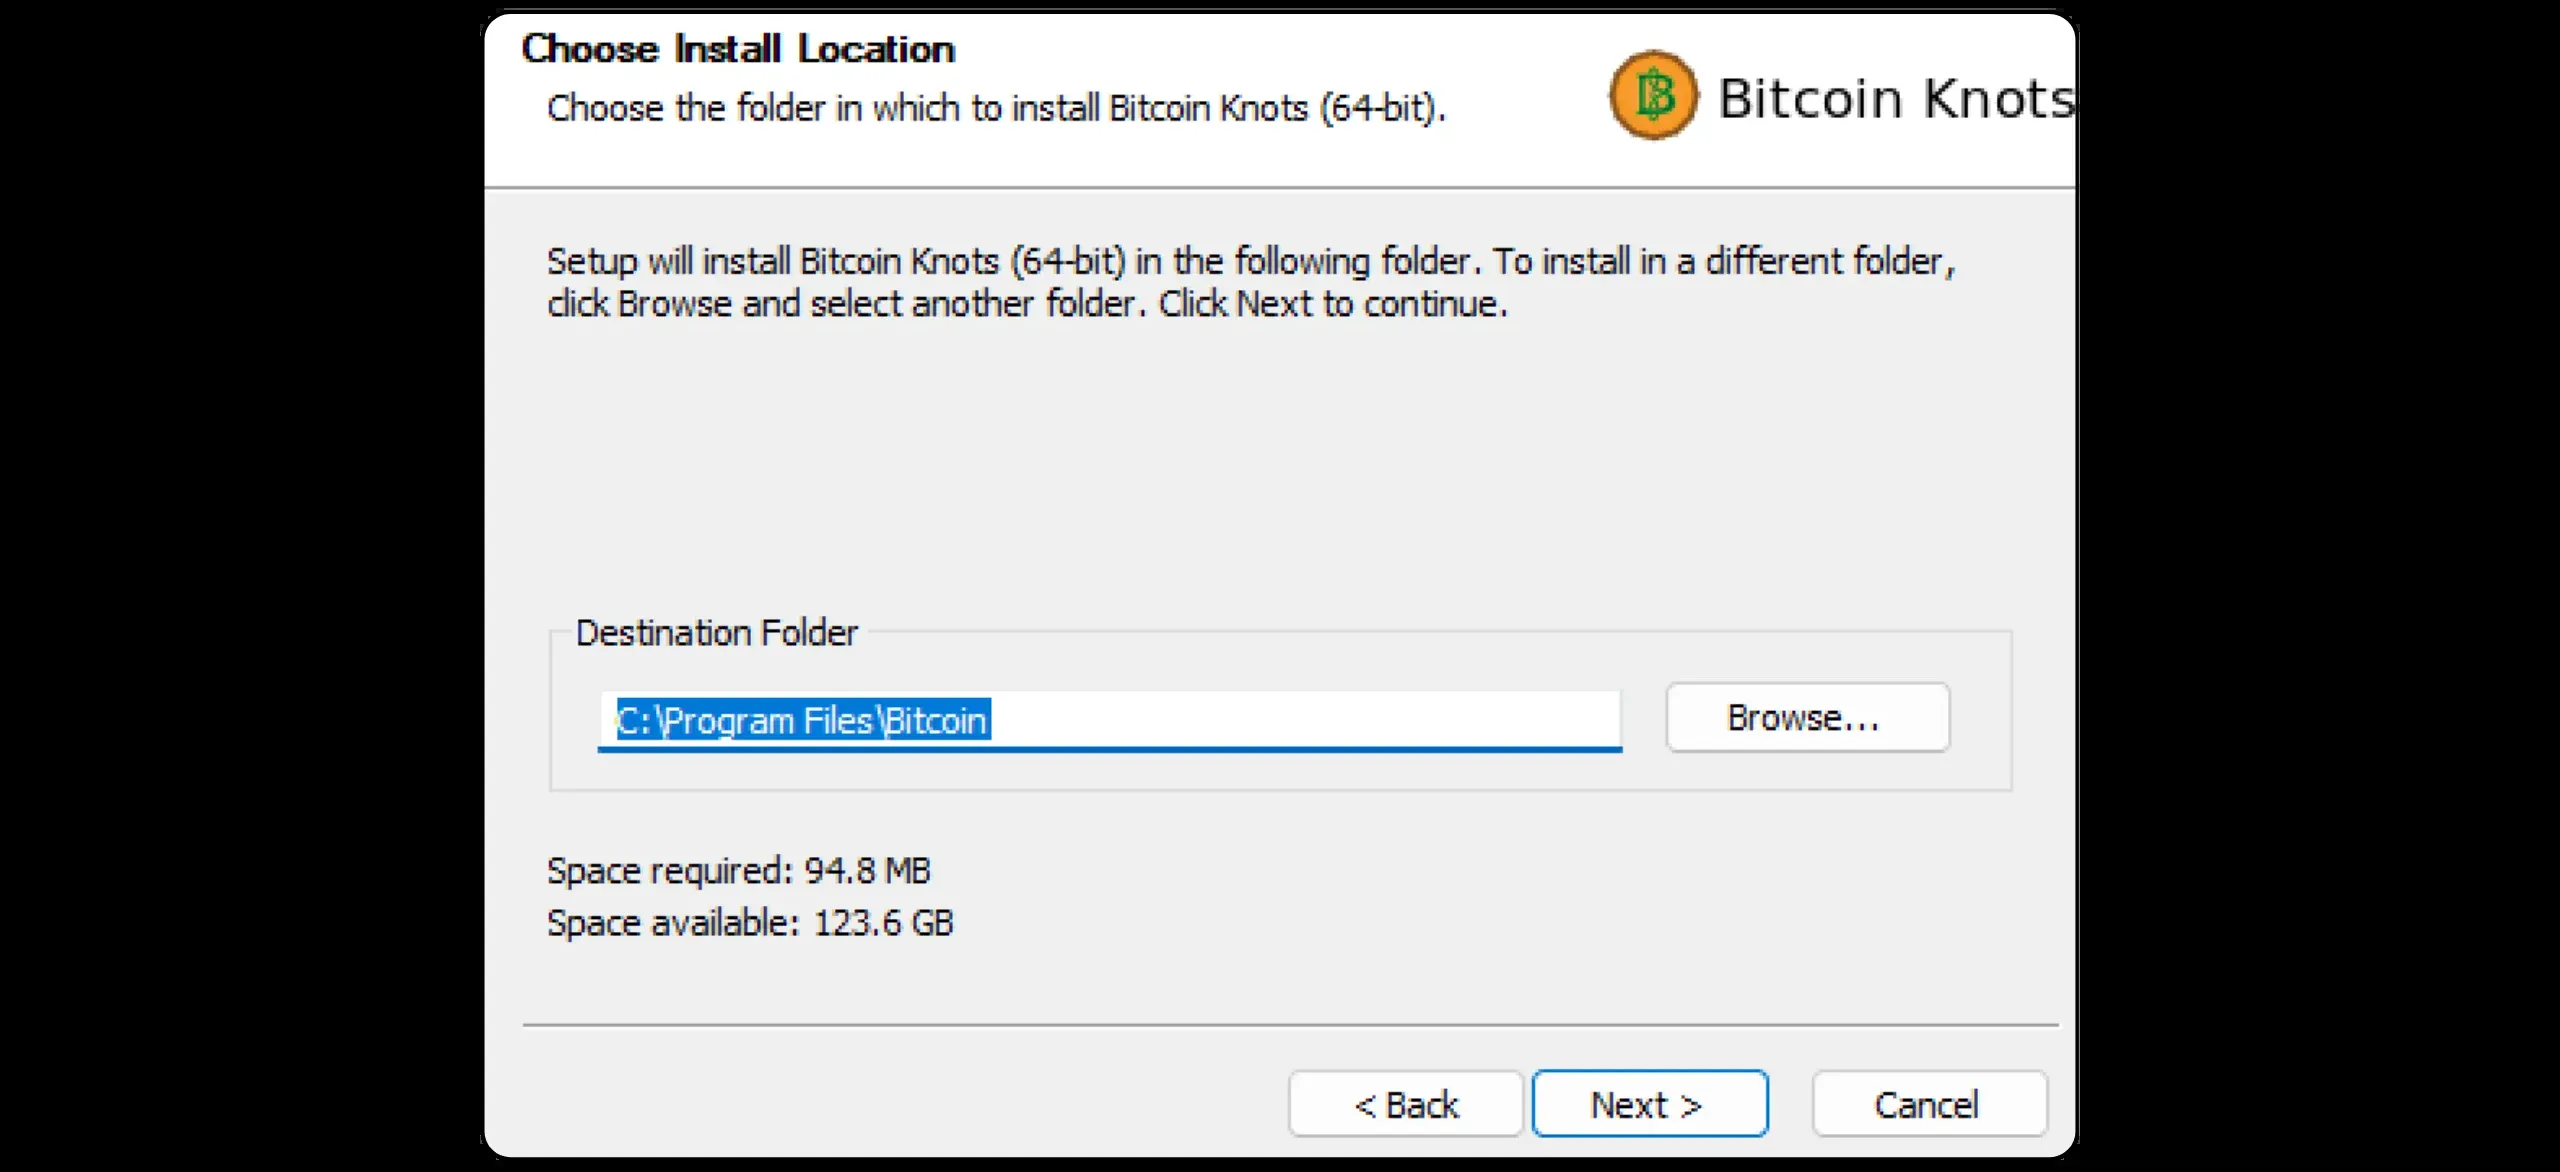 Choose Install Location
Choose the folder in which to install Bitcoin Knots (64-bit).
Bitcoin Knots
Setup will install Bitcoin Knots (64-bit) in the following folder. To install in a different folder,
click Browse and select another folder. Click Next to continue.
Destination Folder
C:\Program Files\Bitcoin
Browse...
Space required: 94.8 MB
Space available: 123.6 GB
< Back
Next >
Cancel